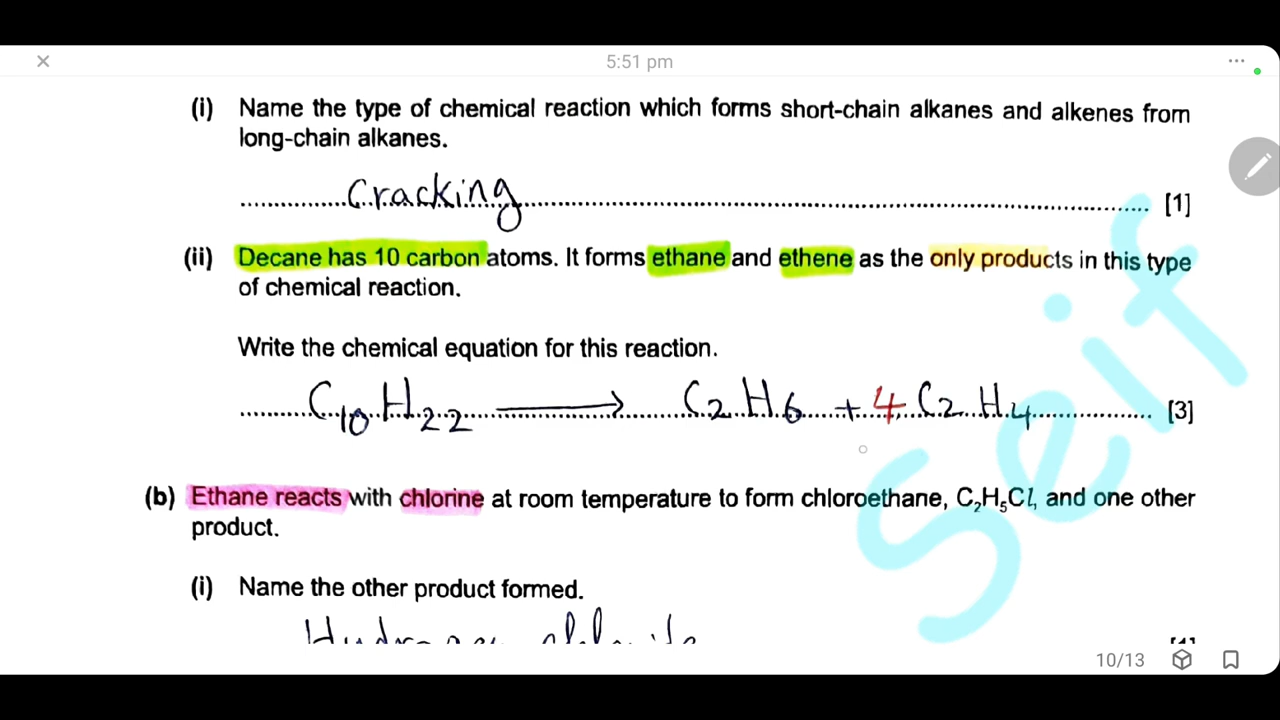 5:51 pm
(i) Name the type of chemical reaction which forms short-chain alkanes and alkenes from
long-chain alkanes.
Cracking [1]
(ii) Decane has 10 carbon atoms. It forms ethane and ethene as the only products in this type
of chemical reaction.
Write the chemical equation for this reaction.
C₁₀H₂₂ → C₂H₆ + 4 C₂H₄ [3]
(b) Ethane reacts with chlorine at room temperature to form chloroethane, C₂H₅Cl, and one other
product.
(i) Name the other product formed.
10/13
Seif